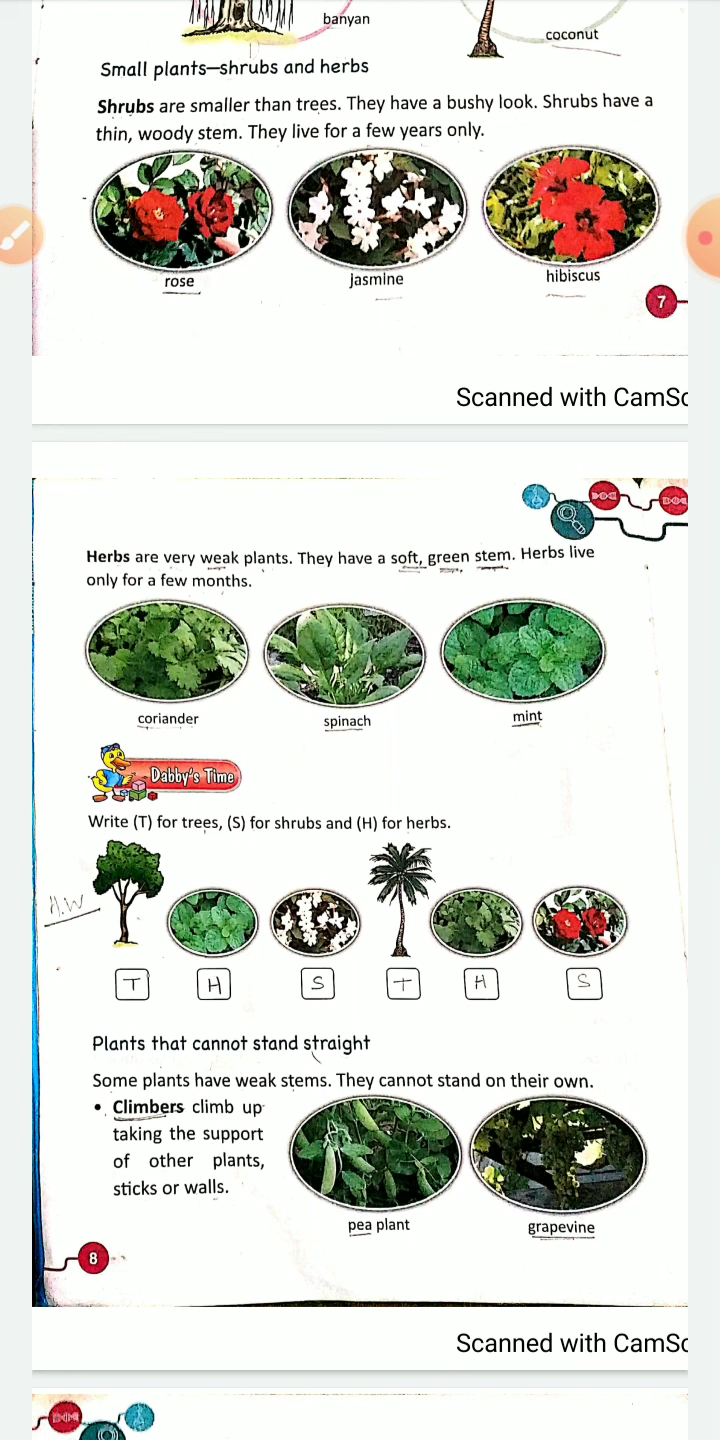 banyan
coconut
Small plants—shrubs and herbs
Shrubs are smaller than trees. They have a bushy look. Shrubs have a
thin, woody stem. They live for a few years only.
rose
jasmine
hibiscus
7
Scanned with CamSc
Herbs are very weak plants. They have a soft, green stem. Herbs live
only for a few months.
coriander
spinach
mint
Dabby's Time
Write (T) for trees, (S) for shrubs and (H) for herbs.
H.W
T H S T H S
Plants that cannot stand straight
Some plants have weak stems. They cannot stand on their own.
• Climbers climb up
taking the support
of other plants,
sticks or walls.
pea plant
grapevine
8
Scanned with CamSc